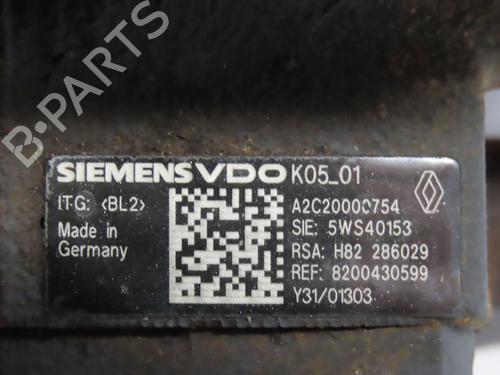 B-PARTS
SIEMENS VDO K05_01
ITG: <BL2>
A2C20000754
Made in
Germany
SIE: 5WS40153
RSA: H82 286029
REF: 8200430599
Y31/01303